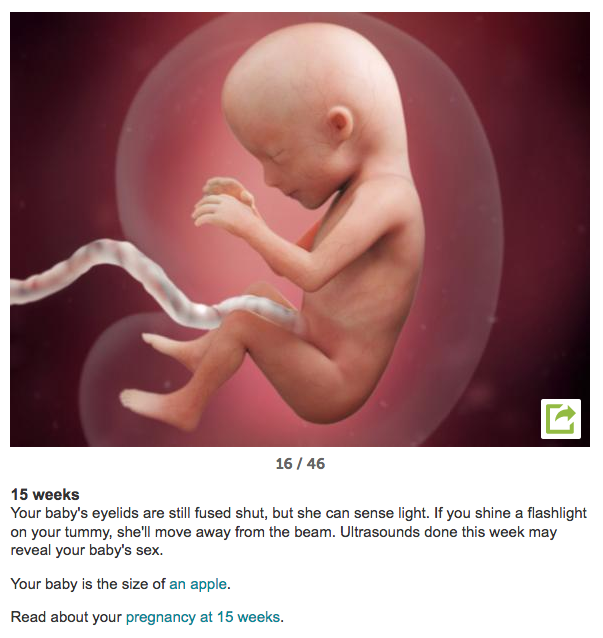 16 / 46
15 weeks
Your baby's eyelids are still fused shut, but she can sense light. If you shine a flashlight
on your tummy, she'll move away from the beam. Ultrasounds done this week may
reveal your baby's sex.
Your baby is the size of an apple.
Read about your pregnancy at 15 weeks.